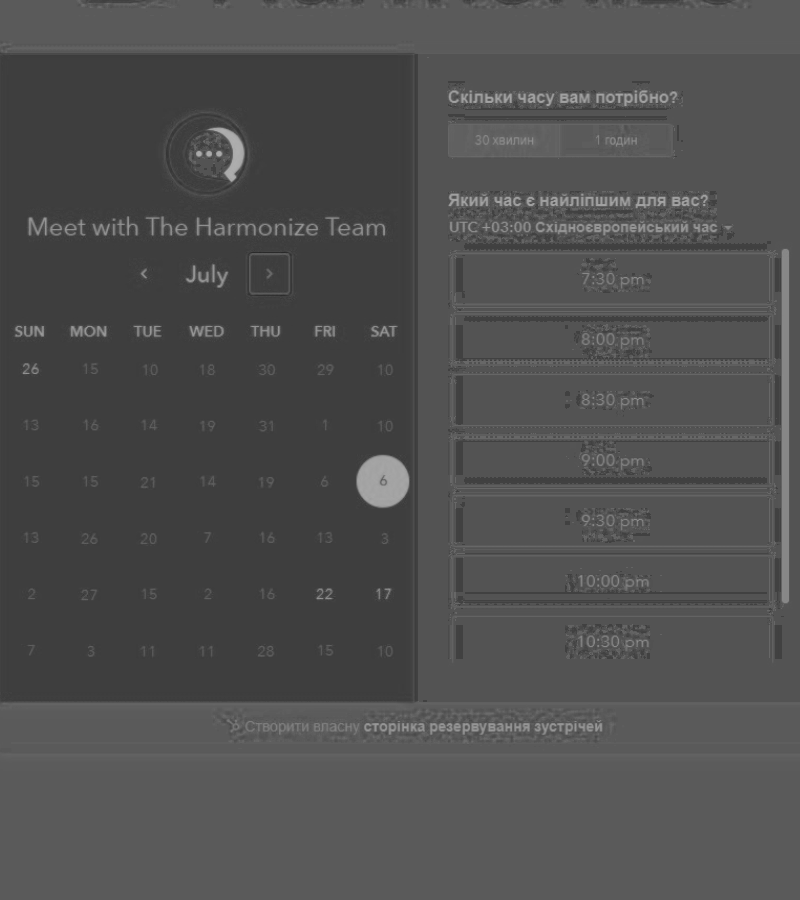 Meet with The Harmonize Team
July
SUN MON TUE WED THU FRI SAT
26 15 10 18 30 29 10
13 16 14 19 31 1 10
15 15 21 14 19 6 6
13 26 20 7 16 13 3
2 27 15 2 16 22 17
7 3 11 11 28 15 10
Скільки часу вам потрібно?
30 хвилин 1 годин
Який час є найліпшим для вас?
UTC +03:00 Східноєвропейський час
7:30 pm
8:00 pm
8:30 pm
9:00 pm
9:30 pm
10:00 pm
10:30 pm
Створити власну сторінка резервування зустрічей